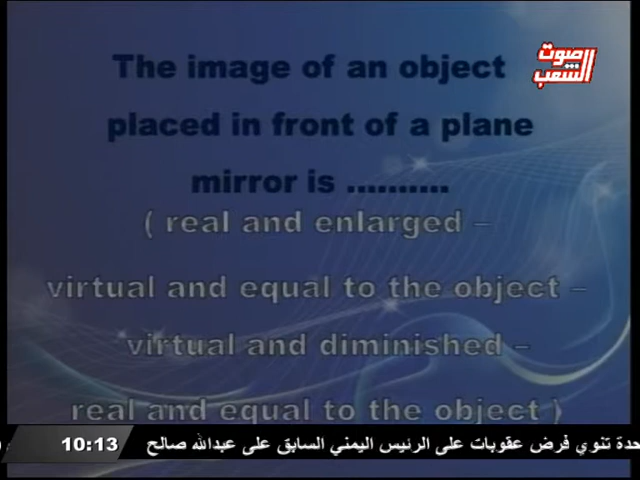 The image of an object
placed in front of a plane
mirror is ..........
( real and enlarged –
virtual and equal to the object –
virtual and diminished –
real and equal to the object )
صوت
الشعب
10:13
حدة تنوي فرض عقوبات على الرئيس اليمني السابق على عبدالله صالح